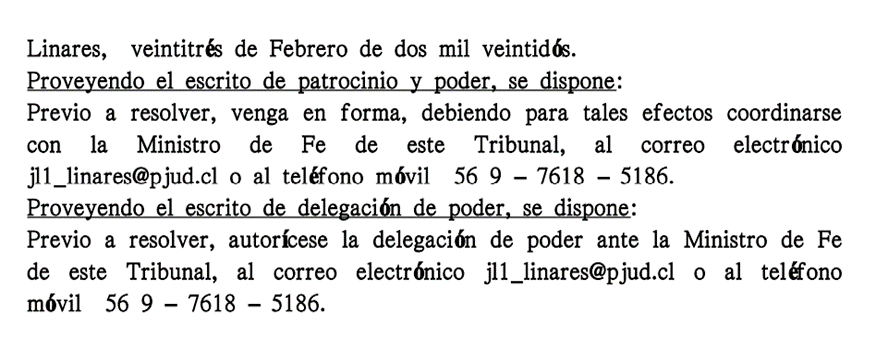 Linares, veintitrés de Febrero de dos mil veintidós.
Proveyendo el escrito de patrocinio y poder, se dispone:
Previo a resolver, venga en forma, debiendo para tales efectos coordinarse
con la Ministro de Fe de este Tribunal, al correo electrónico
jl1_linares@pjud.cl o al teléfono móvil 56 9 – 7618 – 5186.
Proveyendo el escrito de delegación de poder, se dispone:
Previo a resolver, autorícese la delegación de poder ante la Ministro de Fe
de este Tribunal, al correo electrónico jl1_linares@pjud.cl o al teléfono
móvil 56 9 – 7618 – 5186.